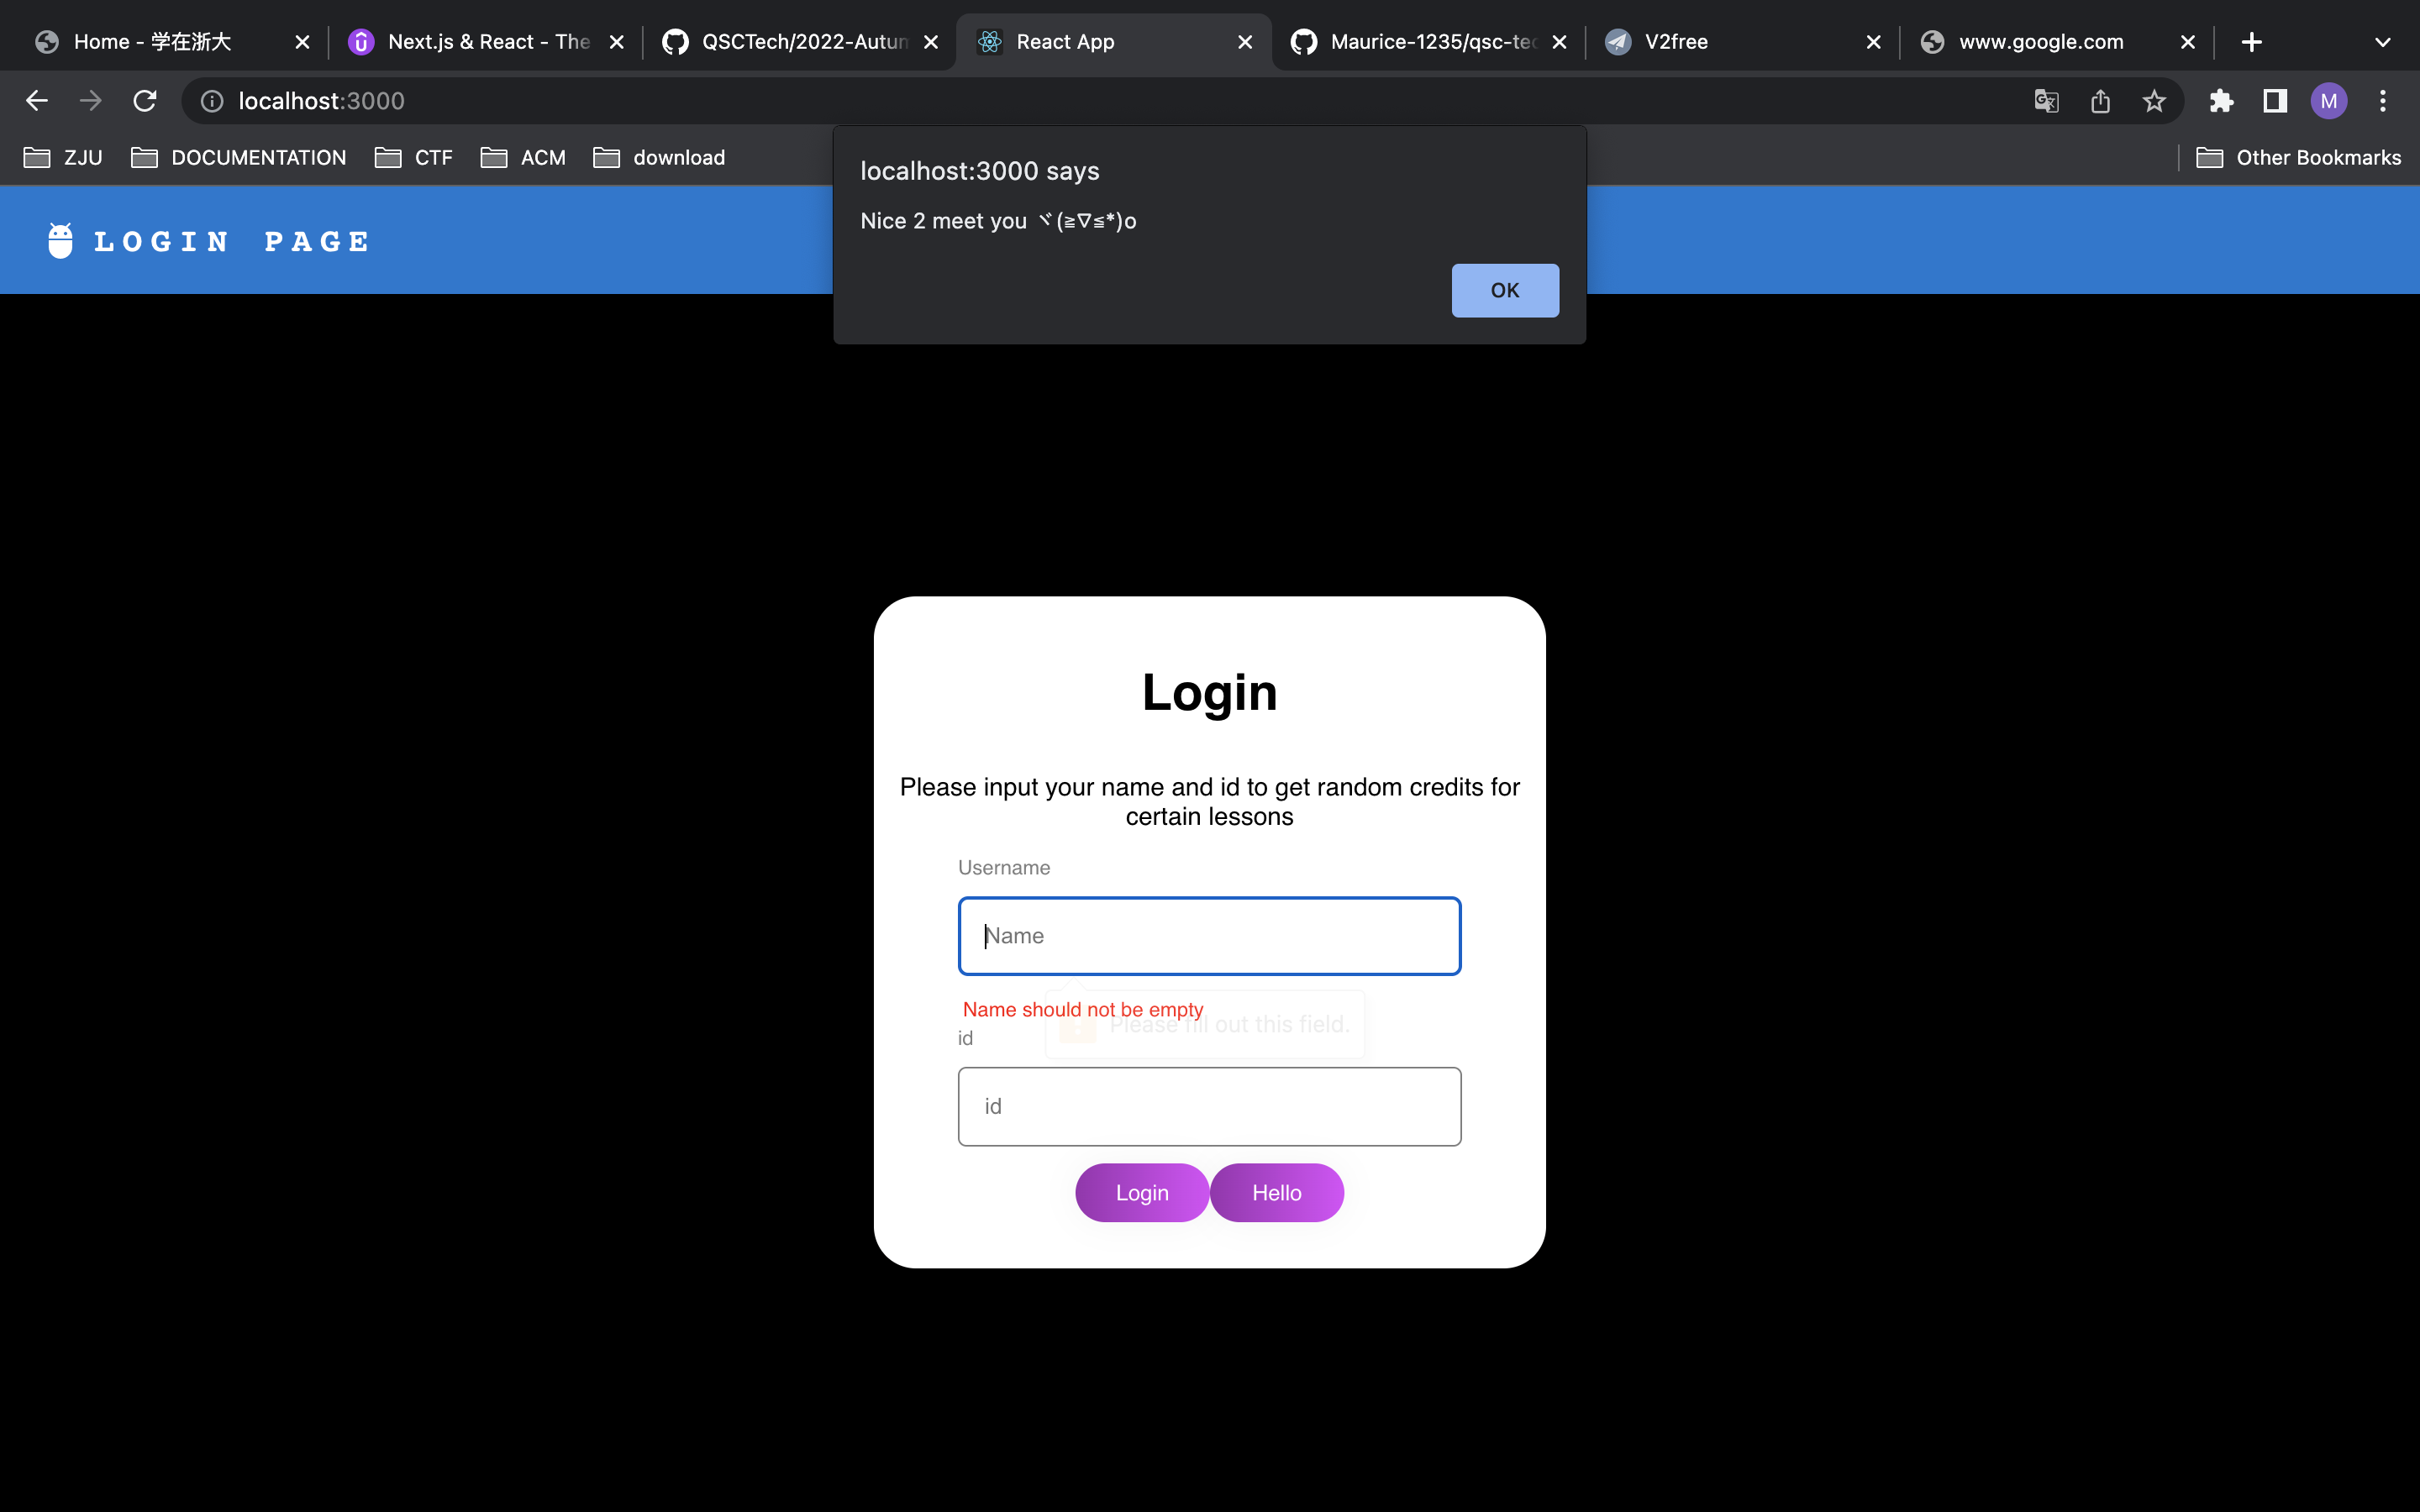 Home - 学在浙大
Next.js & React - The
QSCTech/2022-Autun
React App
Maurice-1235/qsc-tec
V2free
www.google.com
localhost:3000
M
ZJU
DOCUMENTATION
CTF
ACM
download
Other Bookmarks
localhost:3000 says
Nice 2 meet you ヾ(≧∇≦*)o
OK
LOGIN PAGE
Login
Please input your name and id to get random credits for
certain lessons
Username
Name
Name should not be empty
Please fill out this field.
id
id
Login
Hello